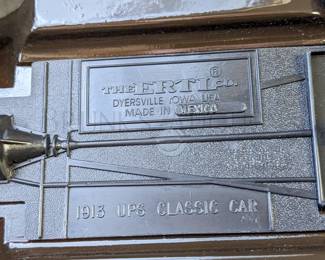 THE ERTL CO.®
DYERSVILLE IOWA USA
MADE IN MEXICO
1913 UPS CLASSIC CAR